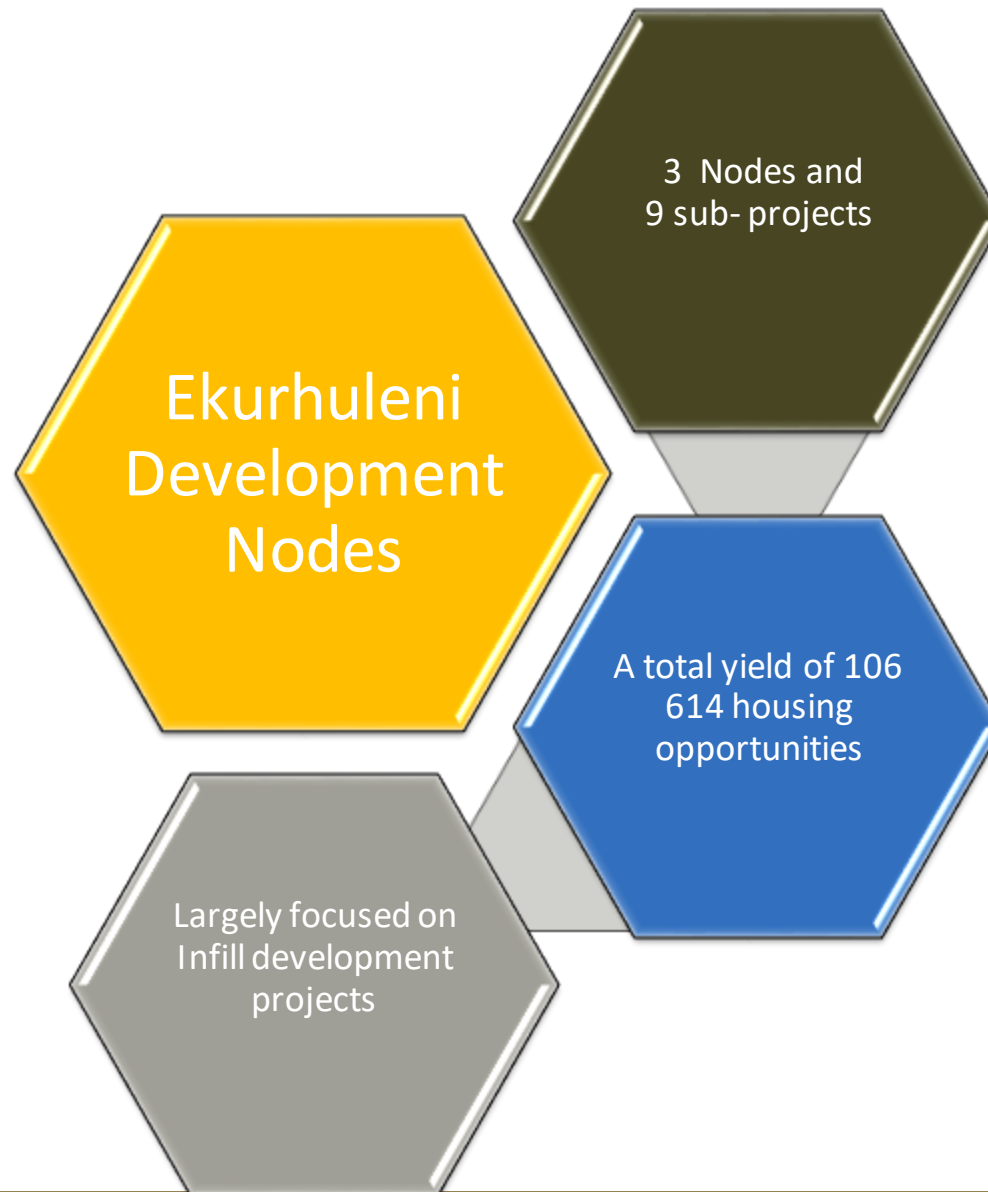 Ekurhuleni
Development
Nodes
3 Nodes and
9 sub- projects
A total yield of 106
614 housing
opportunities
Largely focused on
Infill development
projects